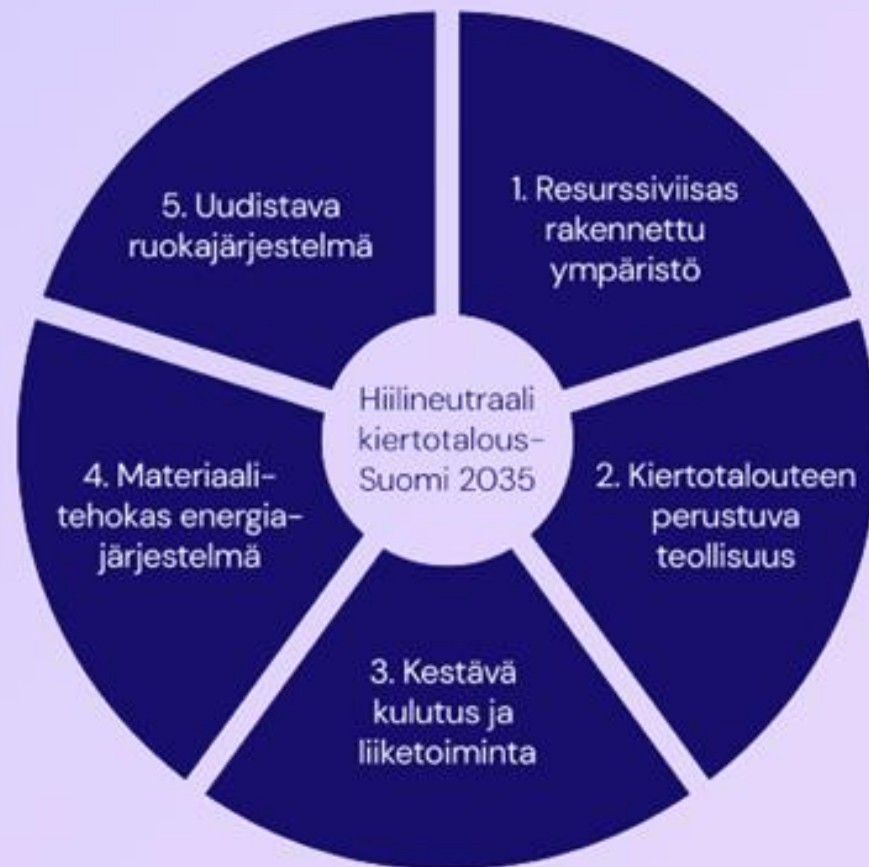 1. Resurssiviisas
rakennettu
ympäristö
2. Kiertotalouteen
perustuva
teollisuus
3. Kestävä
kulutus ja
liiketoiminta
4. Materiaali-
tehokas energia-
järjestelmä
5. Uudistava
ruokajärjestelmä
Hiilineutraali
kiertotalous-
Suomi 2035